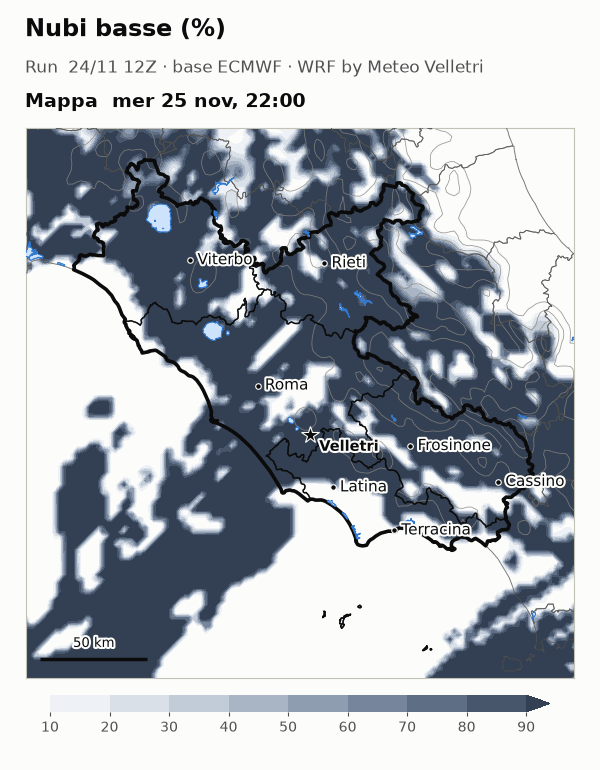 Nubi basse (%)
Run  24/11 12Z · base ECMWF · WRF by Meteo Velletri
Mappa  mer 25 nov, 22:00
Viterbo
Rieti
Roma
Velletri
Frosinone
Cassino
Latina
Terracina
50 km
10 20 30 40 50 60 70 80 90